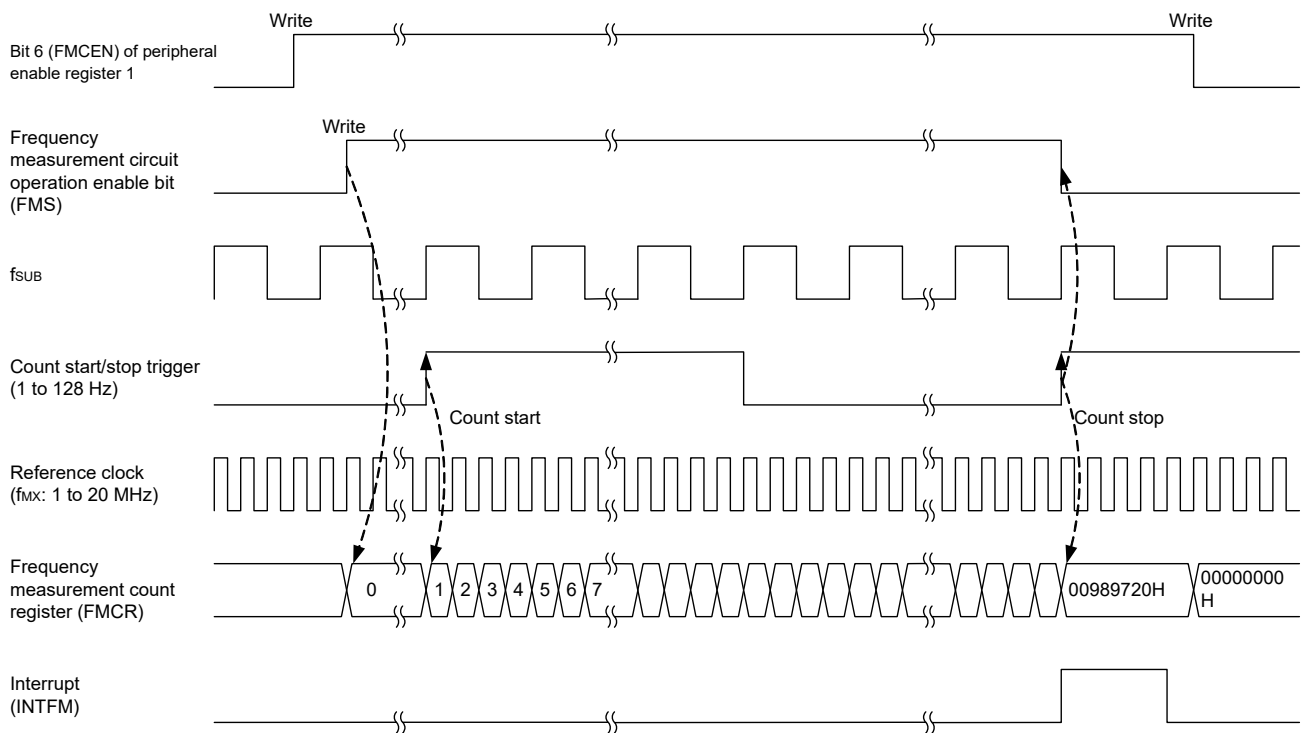 Write
Write
Bit 6 (FMCEN) of peripheral
enable register 1
Write
Frequency
measurement circuit
operation enable bit
(FMS)
fSUB
Count start/stop trigger
(1 to 128 Hz)
Count start
Count stop
Reference clock
(fMX: 1 to 20 MHz)
Frequency
measurement count
register (FMCR)
0
1
2
3
4
5
6
7
00989720H
00000000
H
Interrupt
(INTFM)